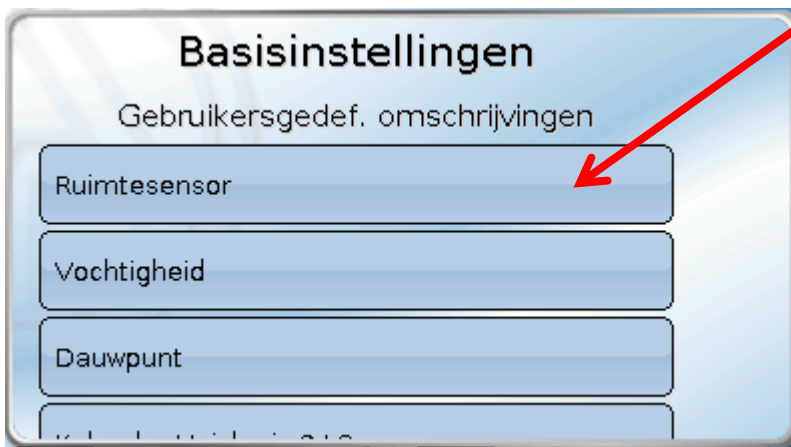 Basisinstellingen
Gebruikersgedef. omschrijvingen
Ruimtesensor
Vochtigheid
Dauwpunt